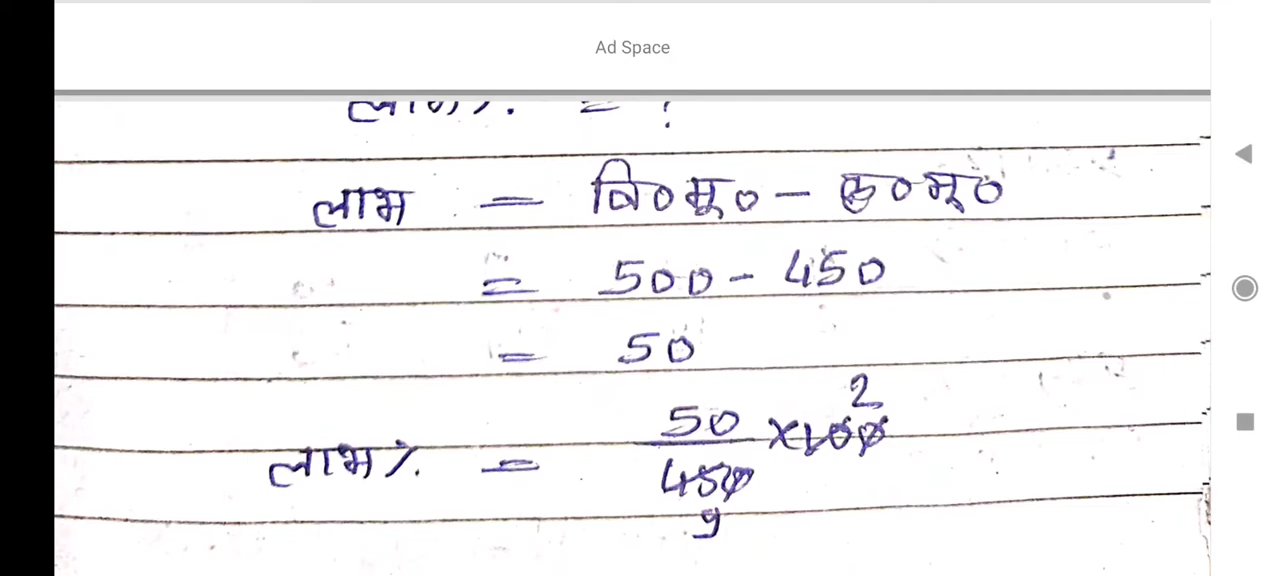 Ad Space
लाभ% = ?
लाभ = वि०मू० - क्र०मू०
= 500 - 450
= 50
2
लाभ% = 50/450 ×100
9